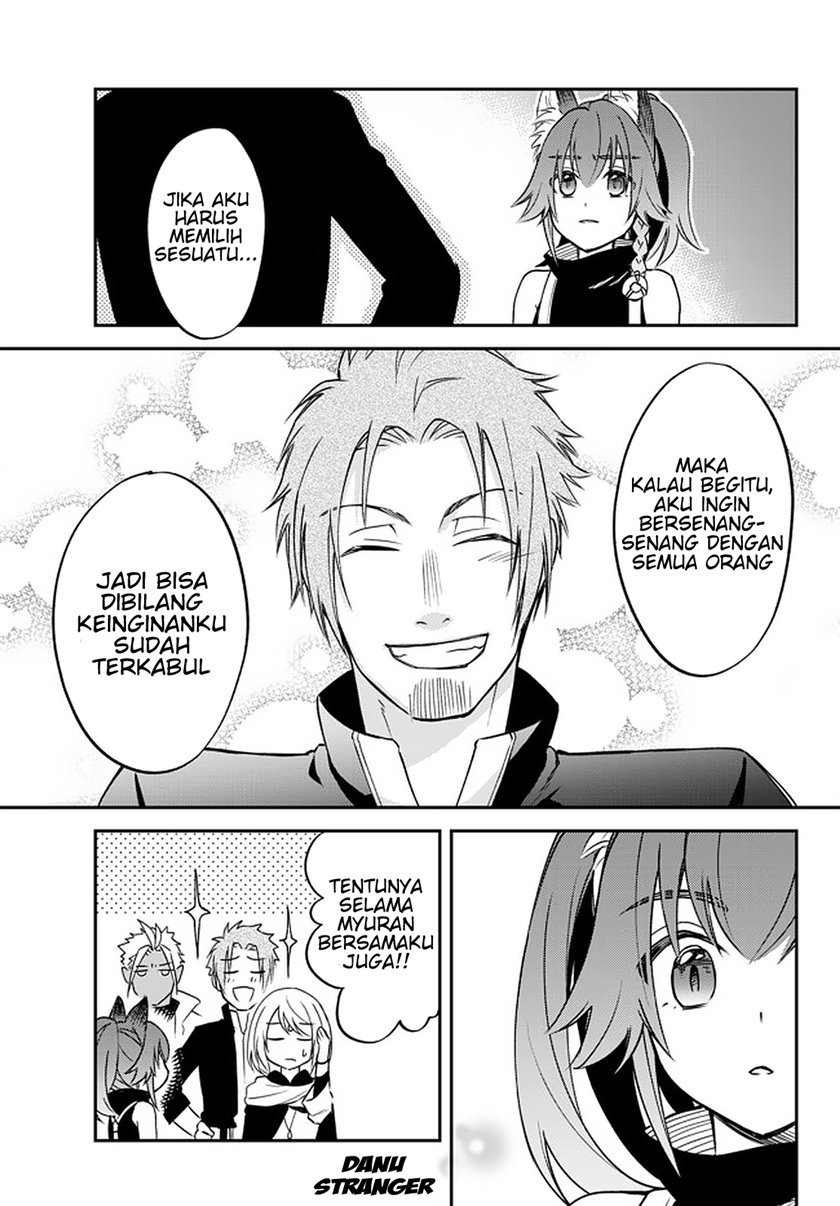 JIKA AKU
HARUS
MEMILIH
SESUATU...
MAKA
KALAU BEGITU,
AKU INGIN
BERSENANG-
SENANG DENGAN
SEMUA ORANG
JADI BISA
DIBILANG
KEINGINANKU
SUDAH
TERKABUL
TENTUNYA
SELAMA
MYURAN
BERSAMAKU
JUGA!!
DANU
STRANGER